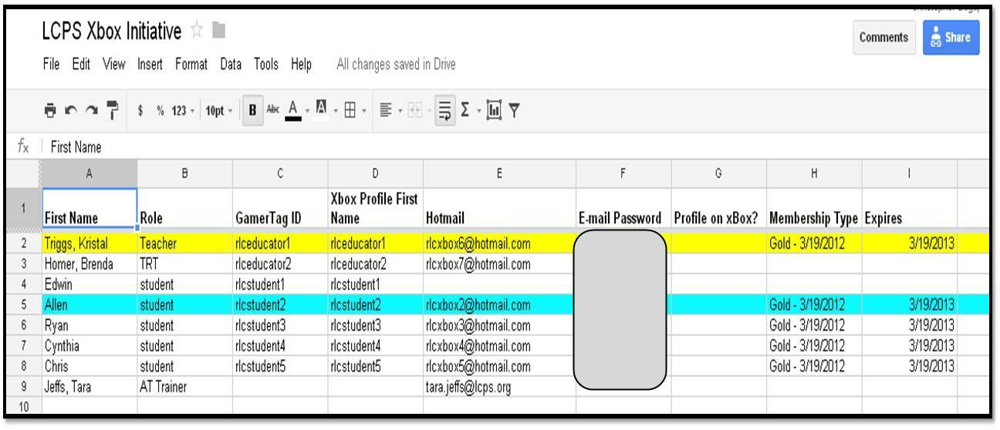 LCPS Xbox Initiative
Comments Share
File Edit View Insert Format Data Tools Help All changes saved in Drive
$ % 123 10pt B Abc A A Σ
fx First Name
A B C D E F G H I
1 First Name Role GamerTag ID Xbox Profile First Name Hotmail E-mail Password Profile on xBox? Membership Type Expires
2 Triggs, Kristal Teacher rlceducator1 rlceducator1 rlcxbox6@hotmail.com Gold - 3/19/2012 3/19/2013
3 Homer, Brenda TRT rlceducator2 rlceducator2 rlcxbox7@hotmail.com
4 Edwin student rlcstudent1 rlcstudent1
5 Allen student rlcstudent2 rlcstudent2 rlcxbox2@hotmail.com Gold - 3/19/2012 3/19/2013
6 Ryan student rlcstudent3 rlcstudent3 rlcxbox3@hotmail.com Gold - 3/19/2012 3/19/2013
7 Cynthia student rlcstudent4 rlcstudent4 rlcxbox4@hotmail.com Gold - 3/19/2012 3/19/2013
8 Chris student rlcstudent5 rlcstudent5 rlcxbox5@hotmail.com Gold - 3/19/2012 3/19/2013
9 Jeffs, Tara AT Trainer tara.jeffs@lcps.org
10